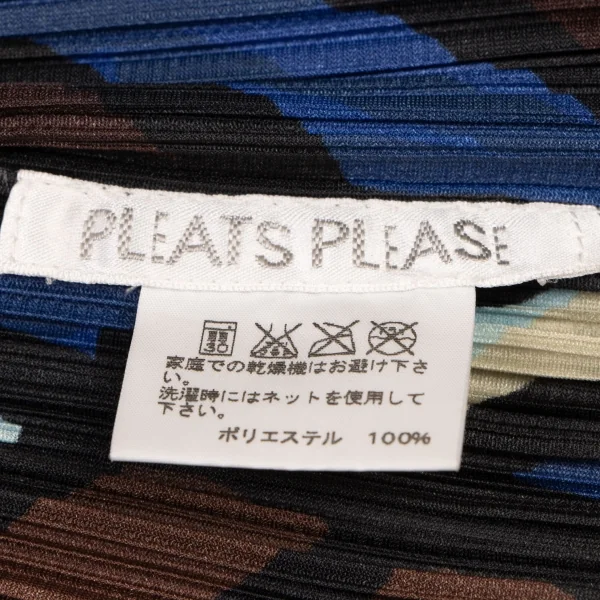 PLEATS PLEASE
家庭での乾燥機はお避け下さ
い。
洗濯時にはネットを使用して
下さい。
ポリエステル 100%